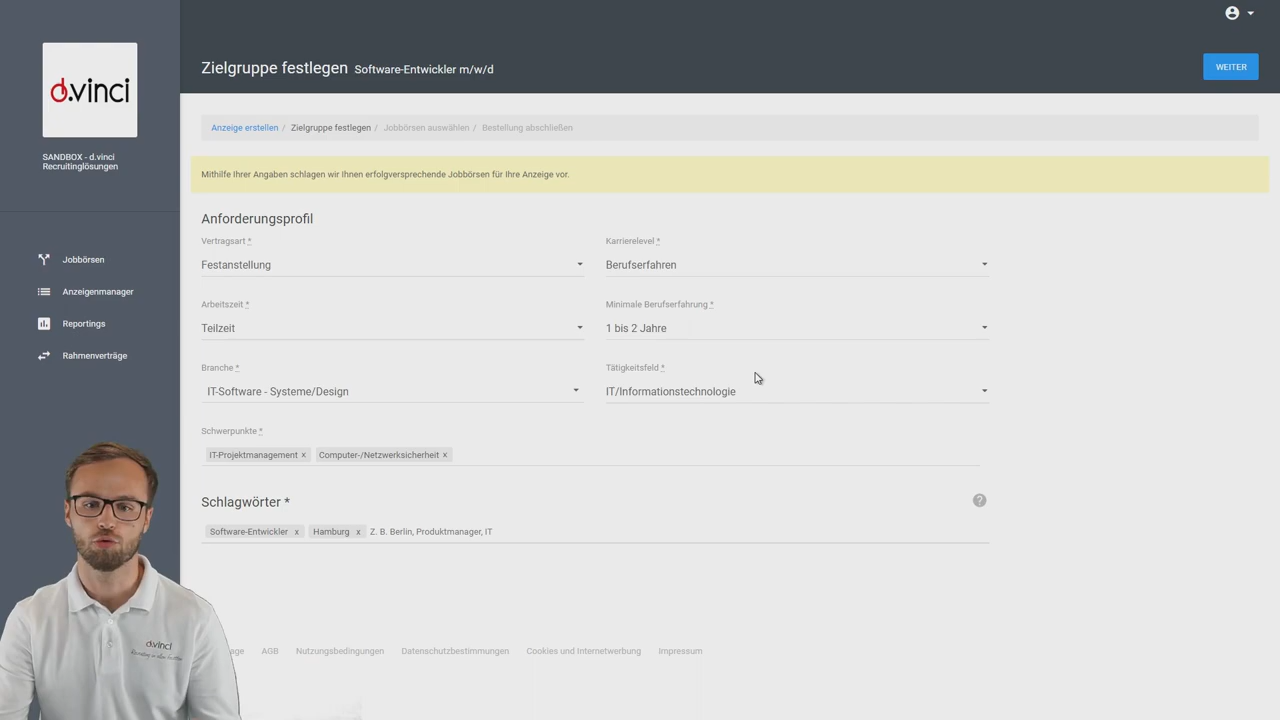 d.vinci
SANDBOX - d.vinci
Recruitinglösungen
Jobbörsen
Anzeigenmanager
Reportings
Rahmenverträge
Zielgruppe festlegen Software-Entwickler m/w/d
WEITER
Anzeige erstellen / Zielgruppe festlegen / Jobbörsen auswählen / Bestellung abschließen
Mithilfe Ihrer Angaben schlagen wir Ihnen erfolgversprechende Jobbörsen für Ihre Anzeige vor.
Anforderungsprofil
Vertragsart * Karrierelevel *
Festanstellung Berufserfahren
Arbeitszeit * Minimale Berufserfahrung *
Teilzeit 1 bis 2 Jahre
Branche * Tätigkeitsfeld *
IT-Software - Systeme/Design IT/Informationstechnologie
Schwerpunkte *
IT-Projektmanagement x Computer-/Netzwerksicherheit x
Schlagwörter * ?
Software-Entwickler x Hamburg x Z. B. Berlin, Produktmanager, IT
AGB Nutzungsbedingungen Datenschutzbestimmungen Cookies und Internetwerbung Impressum
d.vinci